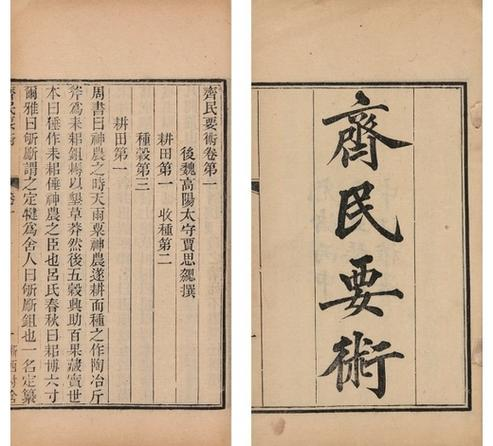 齊民要術
齊民要術卷第一
後魏高陽太守賈思勰撰
耕田第一　收種第二
種穀第三
耕田第一
周書曰神農之時天雨粟神農遂耕而種之作陶冶斤
斧爲耒耜鉏耨以墾草莽然後五穀興助百果藏實世
本曰倕作耒耜倕神農之臣也呂氏春秋曰耜博六寸
爾雅曰斪斸謂之定犍爲舍人曰斪斸鉏也一名定纂